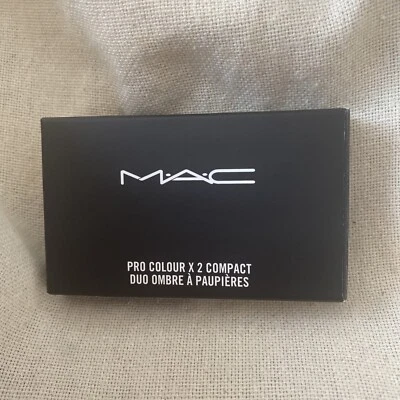 M·A·C
PRO COLOUR X 2 COMPACT
DUO OMBRE À PAUPIÈRES